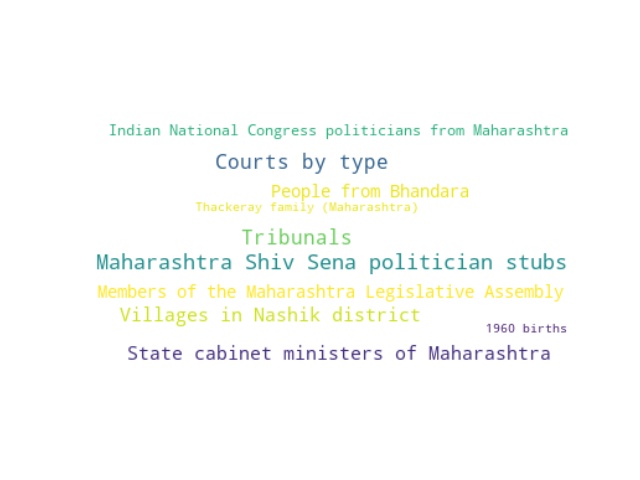 Indian National Congress politicians from Maharashtra
Courts by type
People from Bhandara
Thackeray family (Maharashtra)
Tribunals
Maharashtra Shiv Sena politician stubs
Members of the Maharashtra Legislative Assembly
Villages in Nashik district
1960 births
State cabinet ministers of Maharashtra